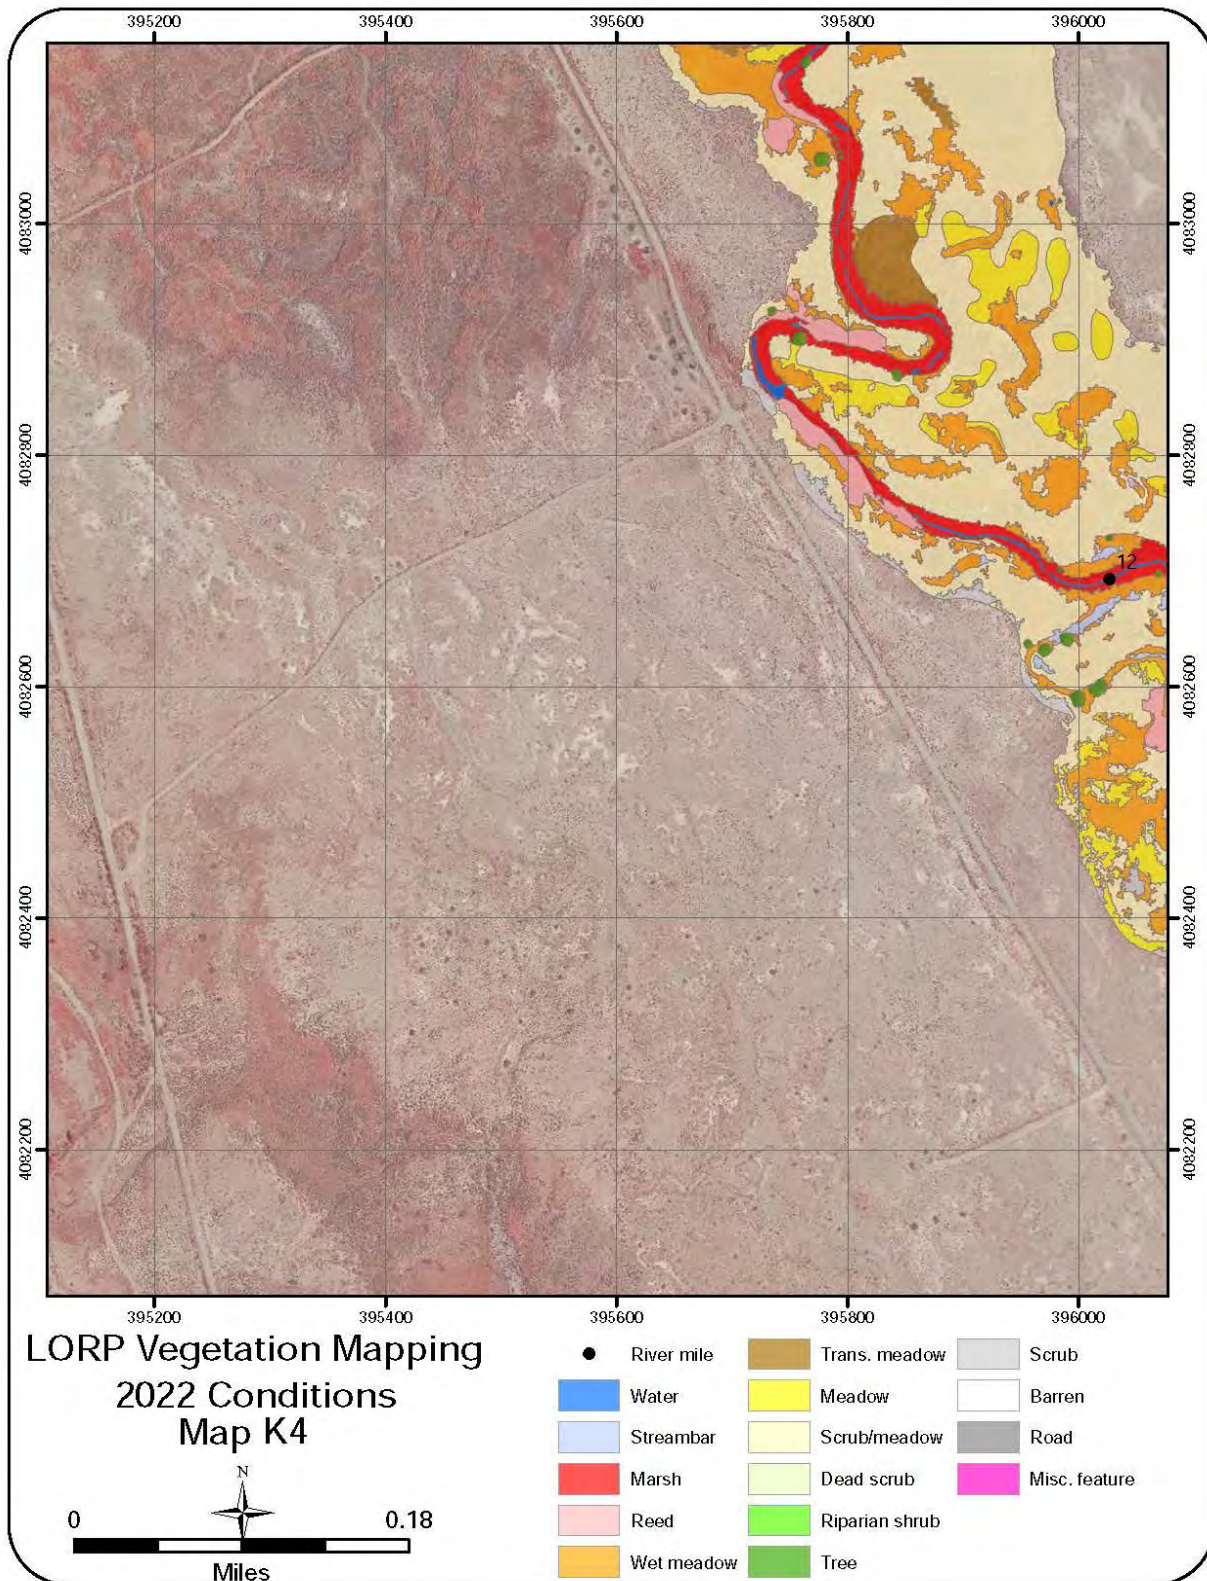 395200 395400 395600 395800 396000
4083000 4083000
4082800 4082800
12
4082600 4082600
4082400 4082400
4082200 4082200
395200 395400 395600 395800 396000
LORP Vegetation Mapping
2022 Conditions
Map K4
N
0 0.18
Miles
River mile
Water
Streambar
Marsh
Reed
Wet meadow
Trans. meadow
Meadow
Scrub/meadow
Dead scrub
Riparian shrub
Tree
Scrub
Barren
Road
Misc. feature